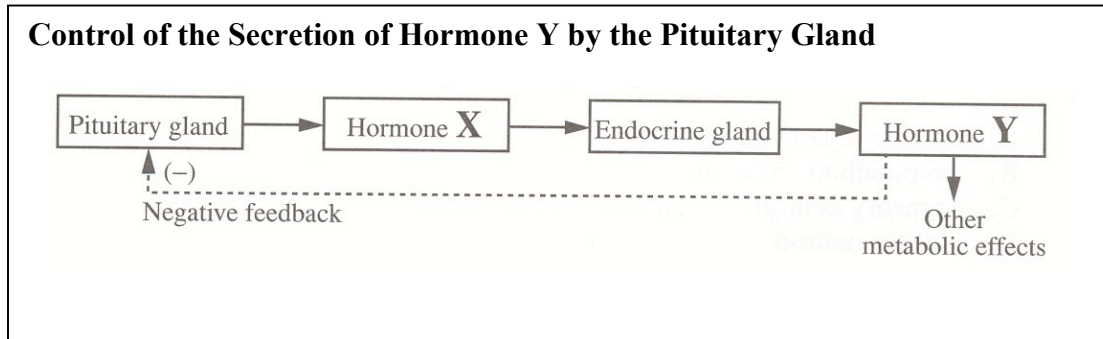 Control of the Secretion of Hormone Y by the Pituitary Gland
Pituitary gland
Hormone X
Endocrine gland
Hormone Y
(−)
Negative feedback
Other
metabolic effects